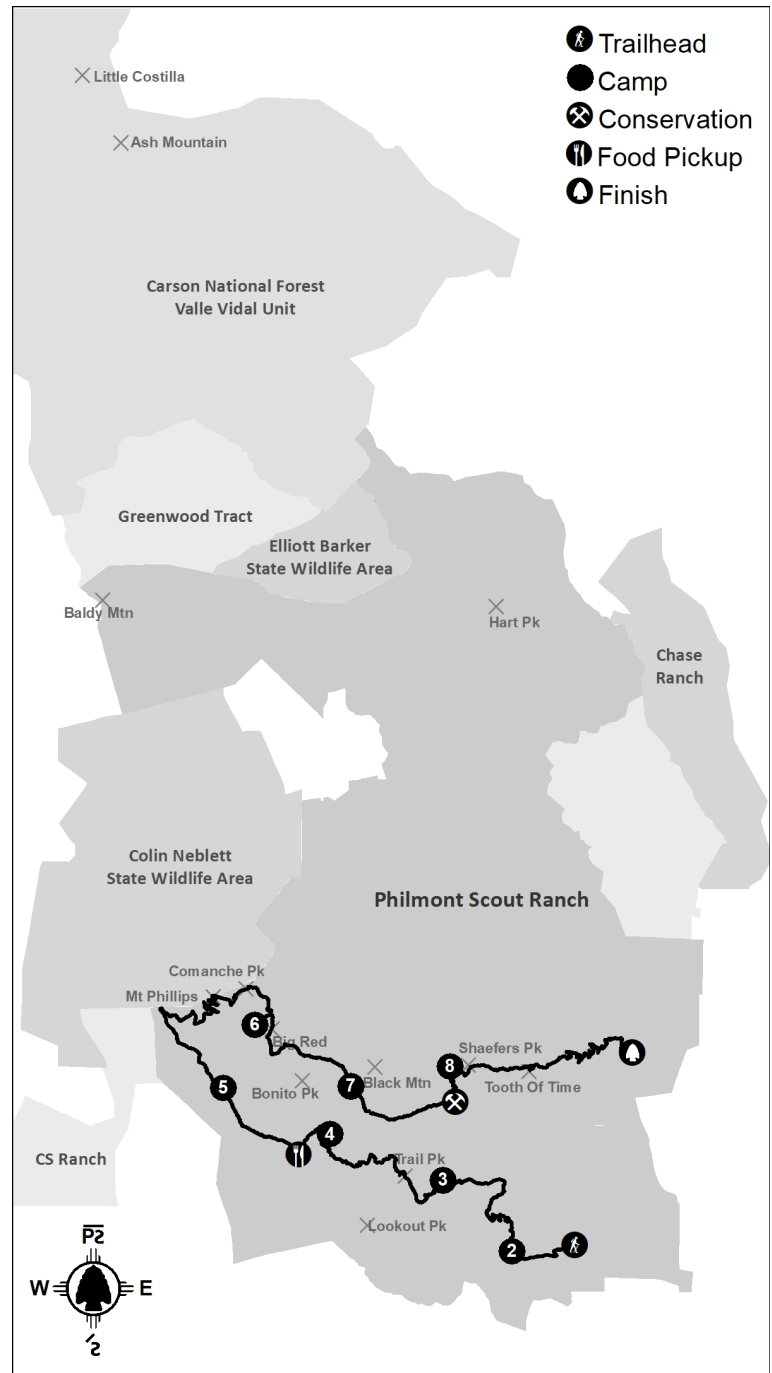 Trailhead
Camp
Conservation
Food Pickup
Finish
Little Costilla
Ash Mountain
Carson National Forest
Valle Vidal Unit
Greenwood Tract
Elliott Barker
State Wildlife Area
Baldy Mtn
Hart Pk
Chase
Ranch
Colin Neblett
State Wildlife Area
Philmont Scout Ranch
Comanche Pk
Mt Phillips
6
Big Red
Shaefers Pk
8
Tooth Of Time
5
Bonito Pk
7
Black Mtn
4
CS Ranch
Trail Pk
3
Lookout Pk
2
W
E